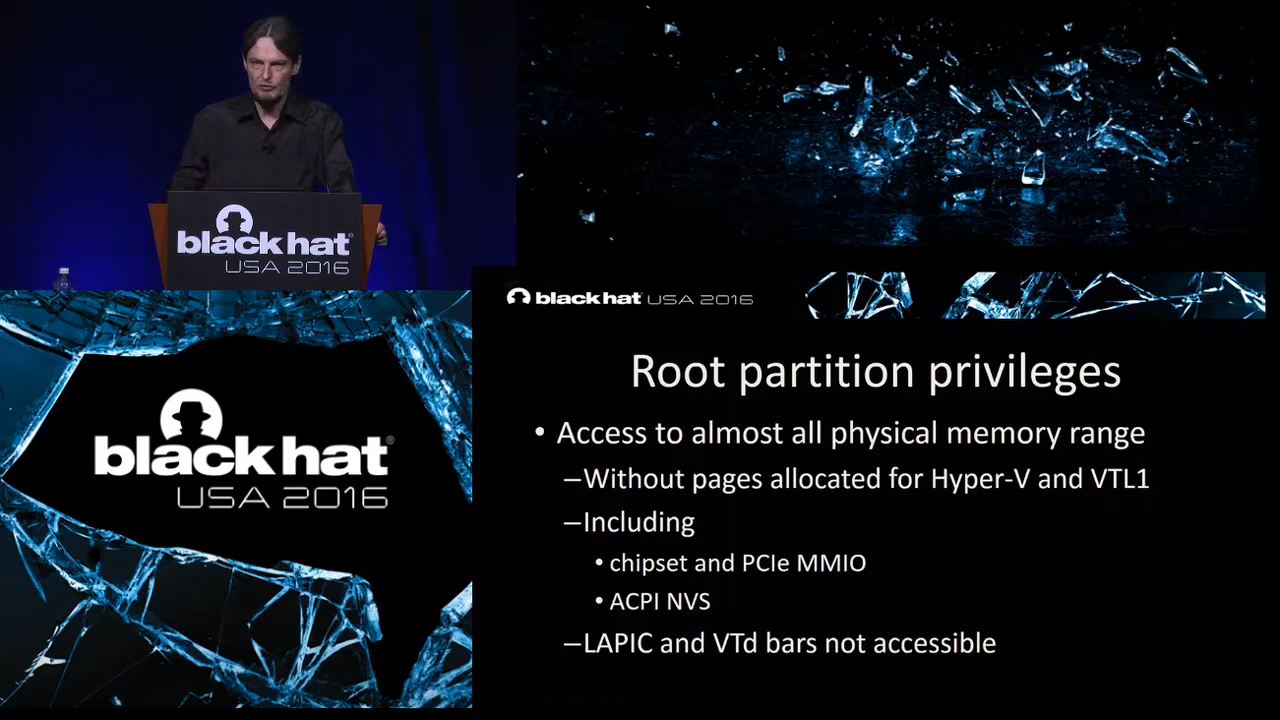 black hat
USA 2016
black hat USA 2016
black hat
USA 2016
Root partition privileges
• Access to almost all physical memory range
–Without pages allocated for Hyper-V and VTL1
–Including
• chipset and PCIe MMIO
• ACPI NVS
–LAPIC and VTd bars not accessible